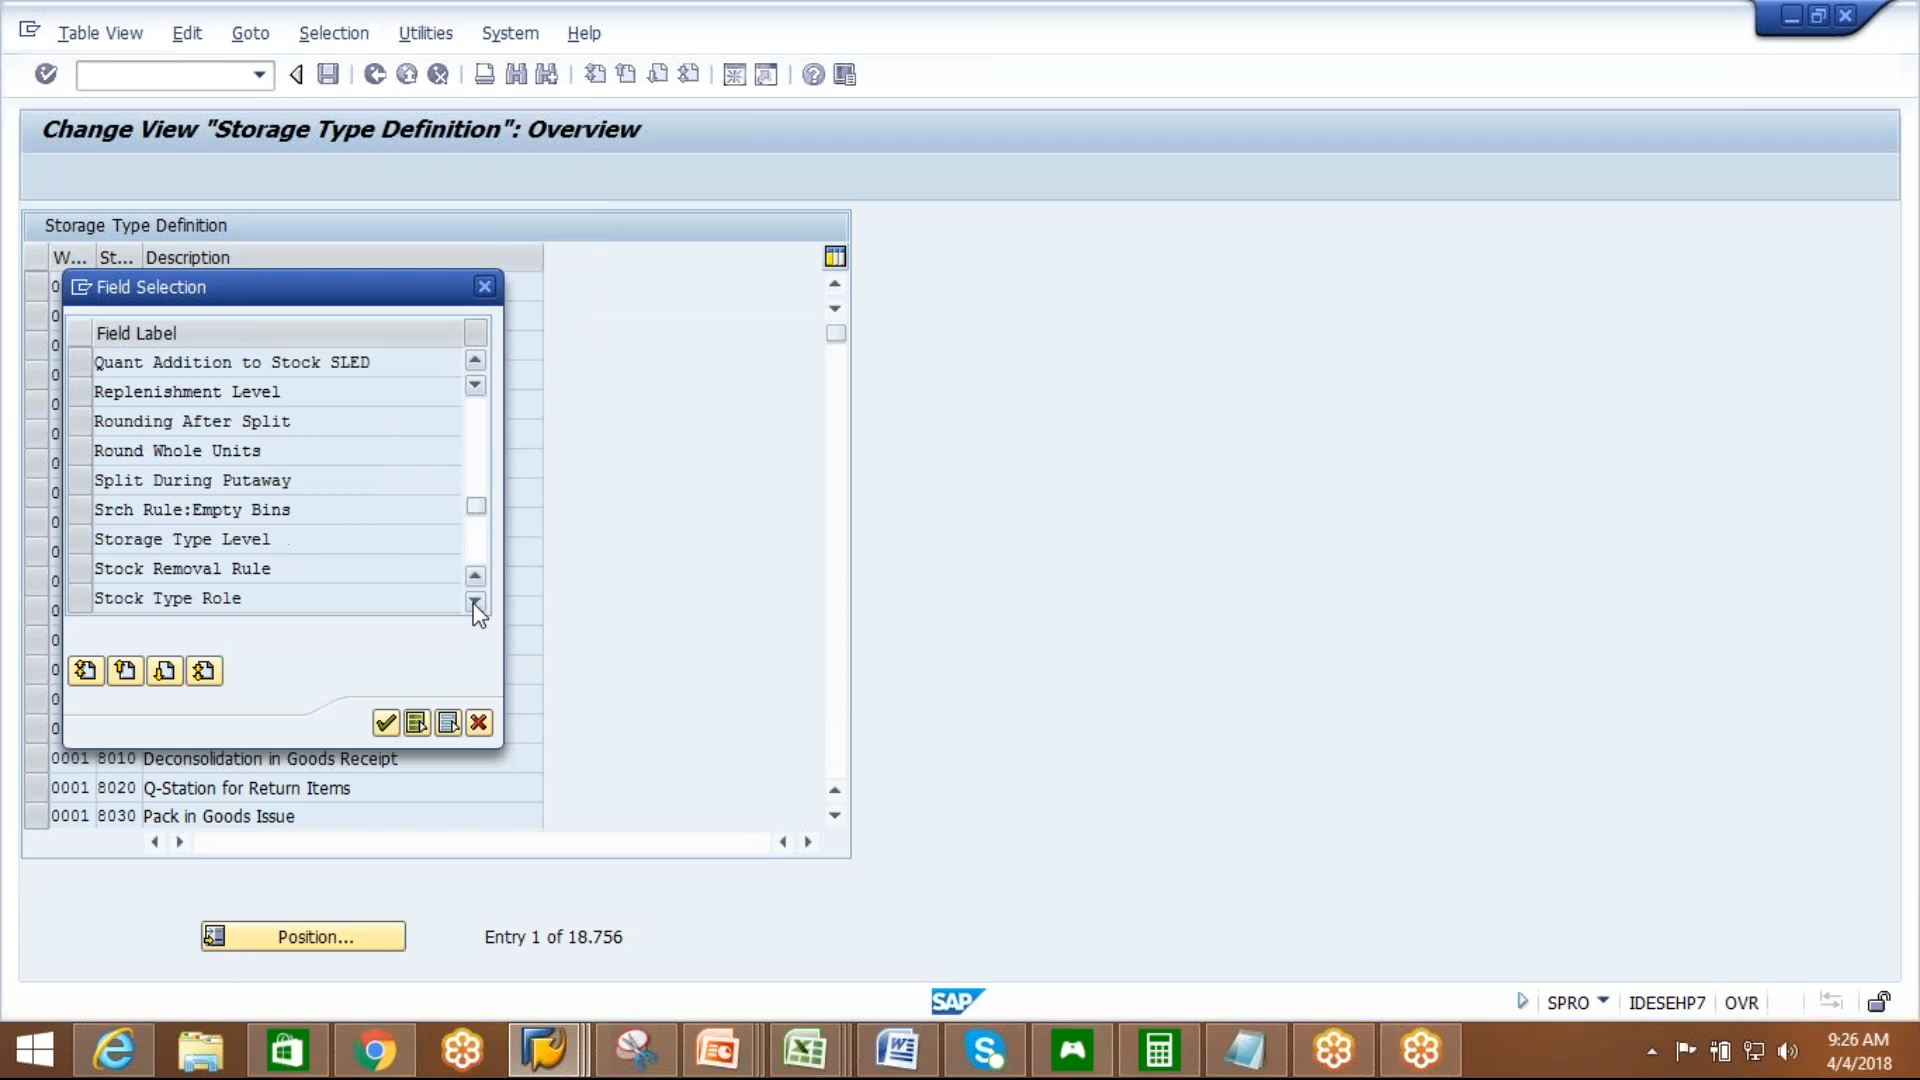 Table View Edit Goto Selection Utilities System Help
Change View "Storage Type Definition": Overview
Storage Type Definition
W... St... Description
Field Selection
Field Label
Quant Addition to Stock SLED
Replenishment Level
Rounding After Split
Round Whole Units
Split During Putaway
Srch Rule:Empty Bins
Storage Type Level
Stock Removal Rule
Stock Type Role
0001 8010 Deconsolidation in Goods Receipt
0001 8020 Q-Station for Return Items
0001 8030 Pack in Goods Issue
Position... Entry 1 of 18.756
SAP SPRO IDESEHP7 OVR
9:26 AM
4/4/2018